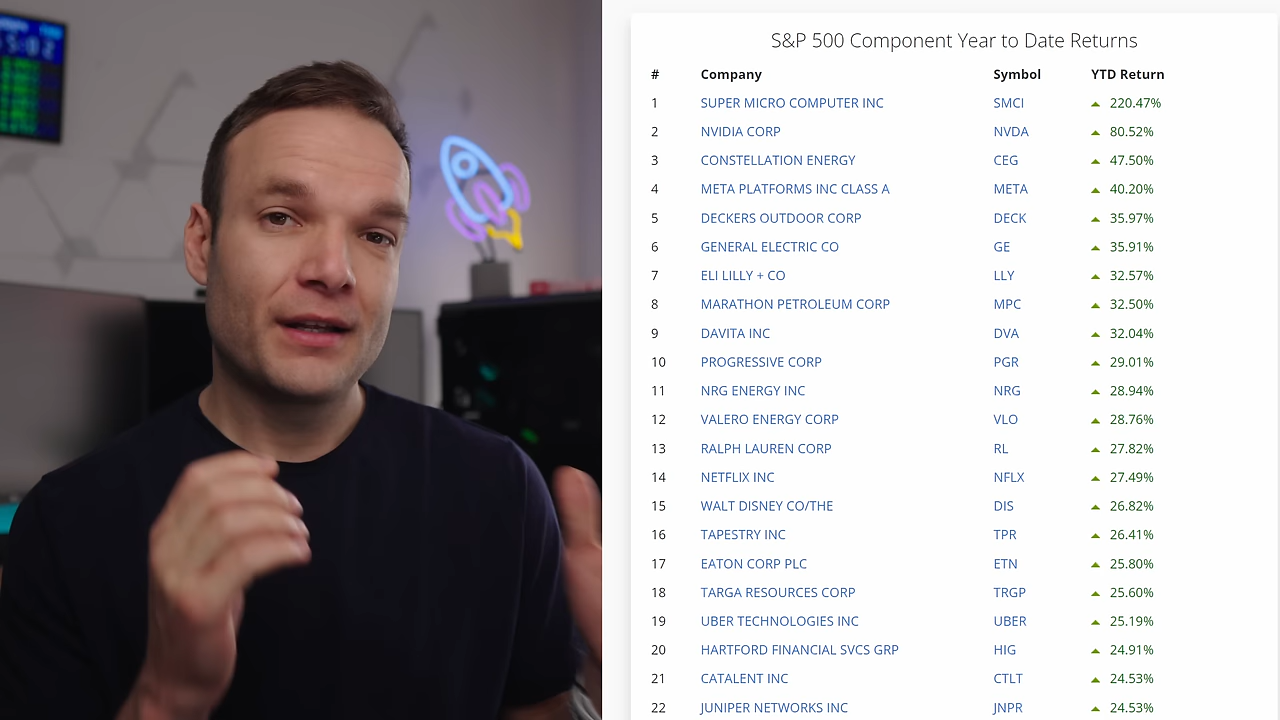 S&P 500 Component Year to Date Returns
# Company Symbol YTD Return
1 SUPER MICRO COMPUTER INC SMCI 220.47%
2 NVIDIA CORP NVDA 80.52%
3 CONSTELLATION ENERGY CEG 47.50%
4 META PLATFORMS INC CLASS A META 40.20%
5 DECKERS OUTDOOR CORP DECK 35.97%
6 GENERAL ELECTRIC CO GE 35.91%
7 ELI LILLY + CO LLY 32.57%
8 MARATHON PETROLEUM CORP MPC 32.50%
9 DAVITA INC DVA 32.04%
10 PROGRESSIVE CORP PGR 29.01%
11 NRG ENERGY INC NRG 28.94%
12 VALERO ENERGY CORP VLO 28.76%
13 RALPH LAUREN CORP RL 27.82%
14 NETFLIX INC NFLX 27.49%
15 WALT DISNEY CO/THE DIS 26.82%
16 TAPESTRY INC TPR 26.41%
17 EATON CORP PLC ETN 25.80%
18 TARGA RESOURCES CORP TRGP 25.60%
19 UBER TECHNOLOGIES INC UBER 25.19%
20 HARTFORD FINANCIAL SVCS GRP HIG 24.91%
21 CATALENT INC CTLT 24.53%
22 JUNIPER NETWORKS INC JNPR 24.53%